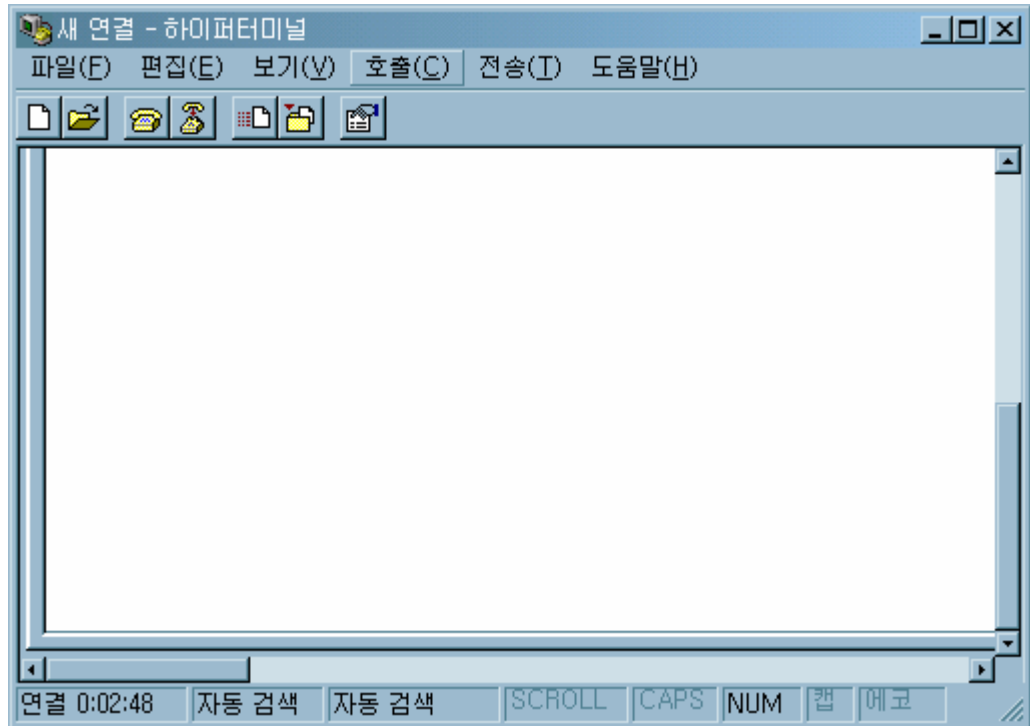 새 연결 - 하이퍼터미널
파일(F) 편집(E) 보기(V) 호출(C) 전송(T) 도움말(H)
연결 0:02:48 자동 검색 자동 검색 SCROLL CAPS NUM 캡 에코